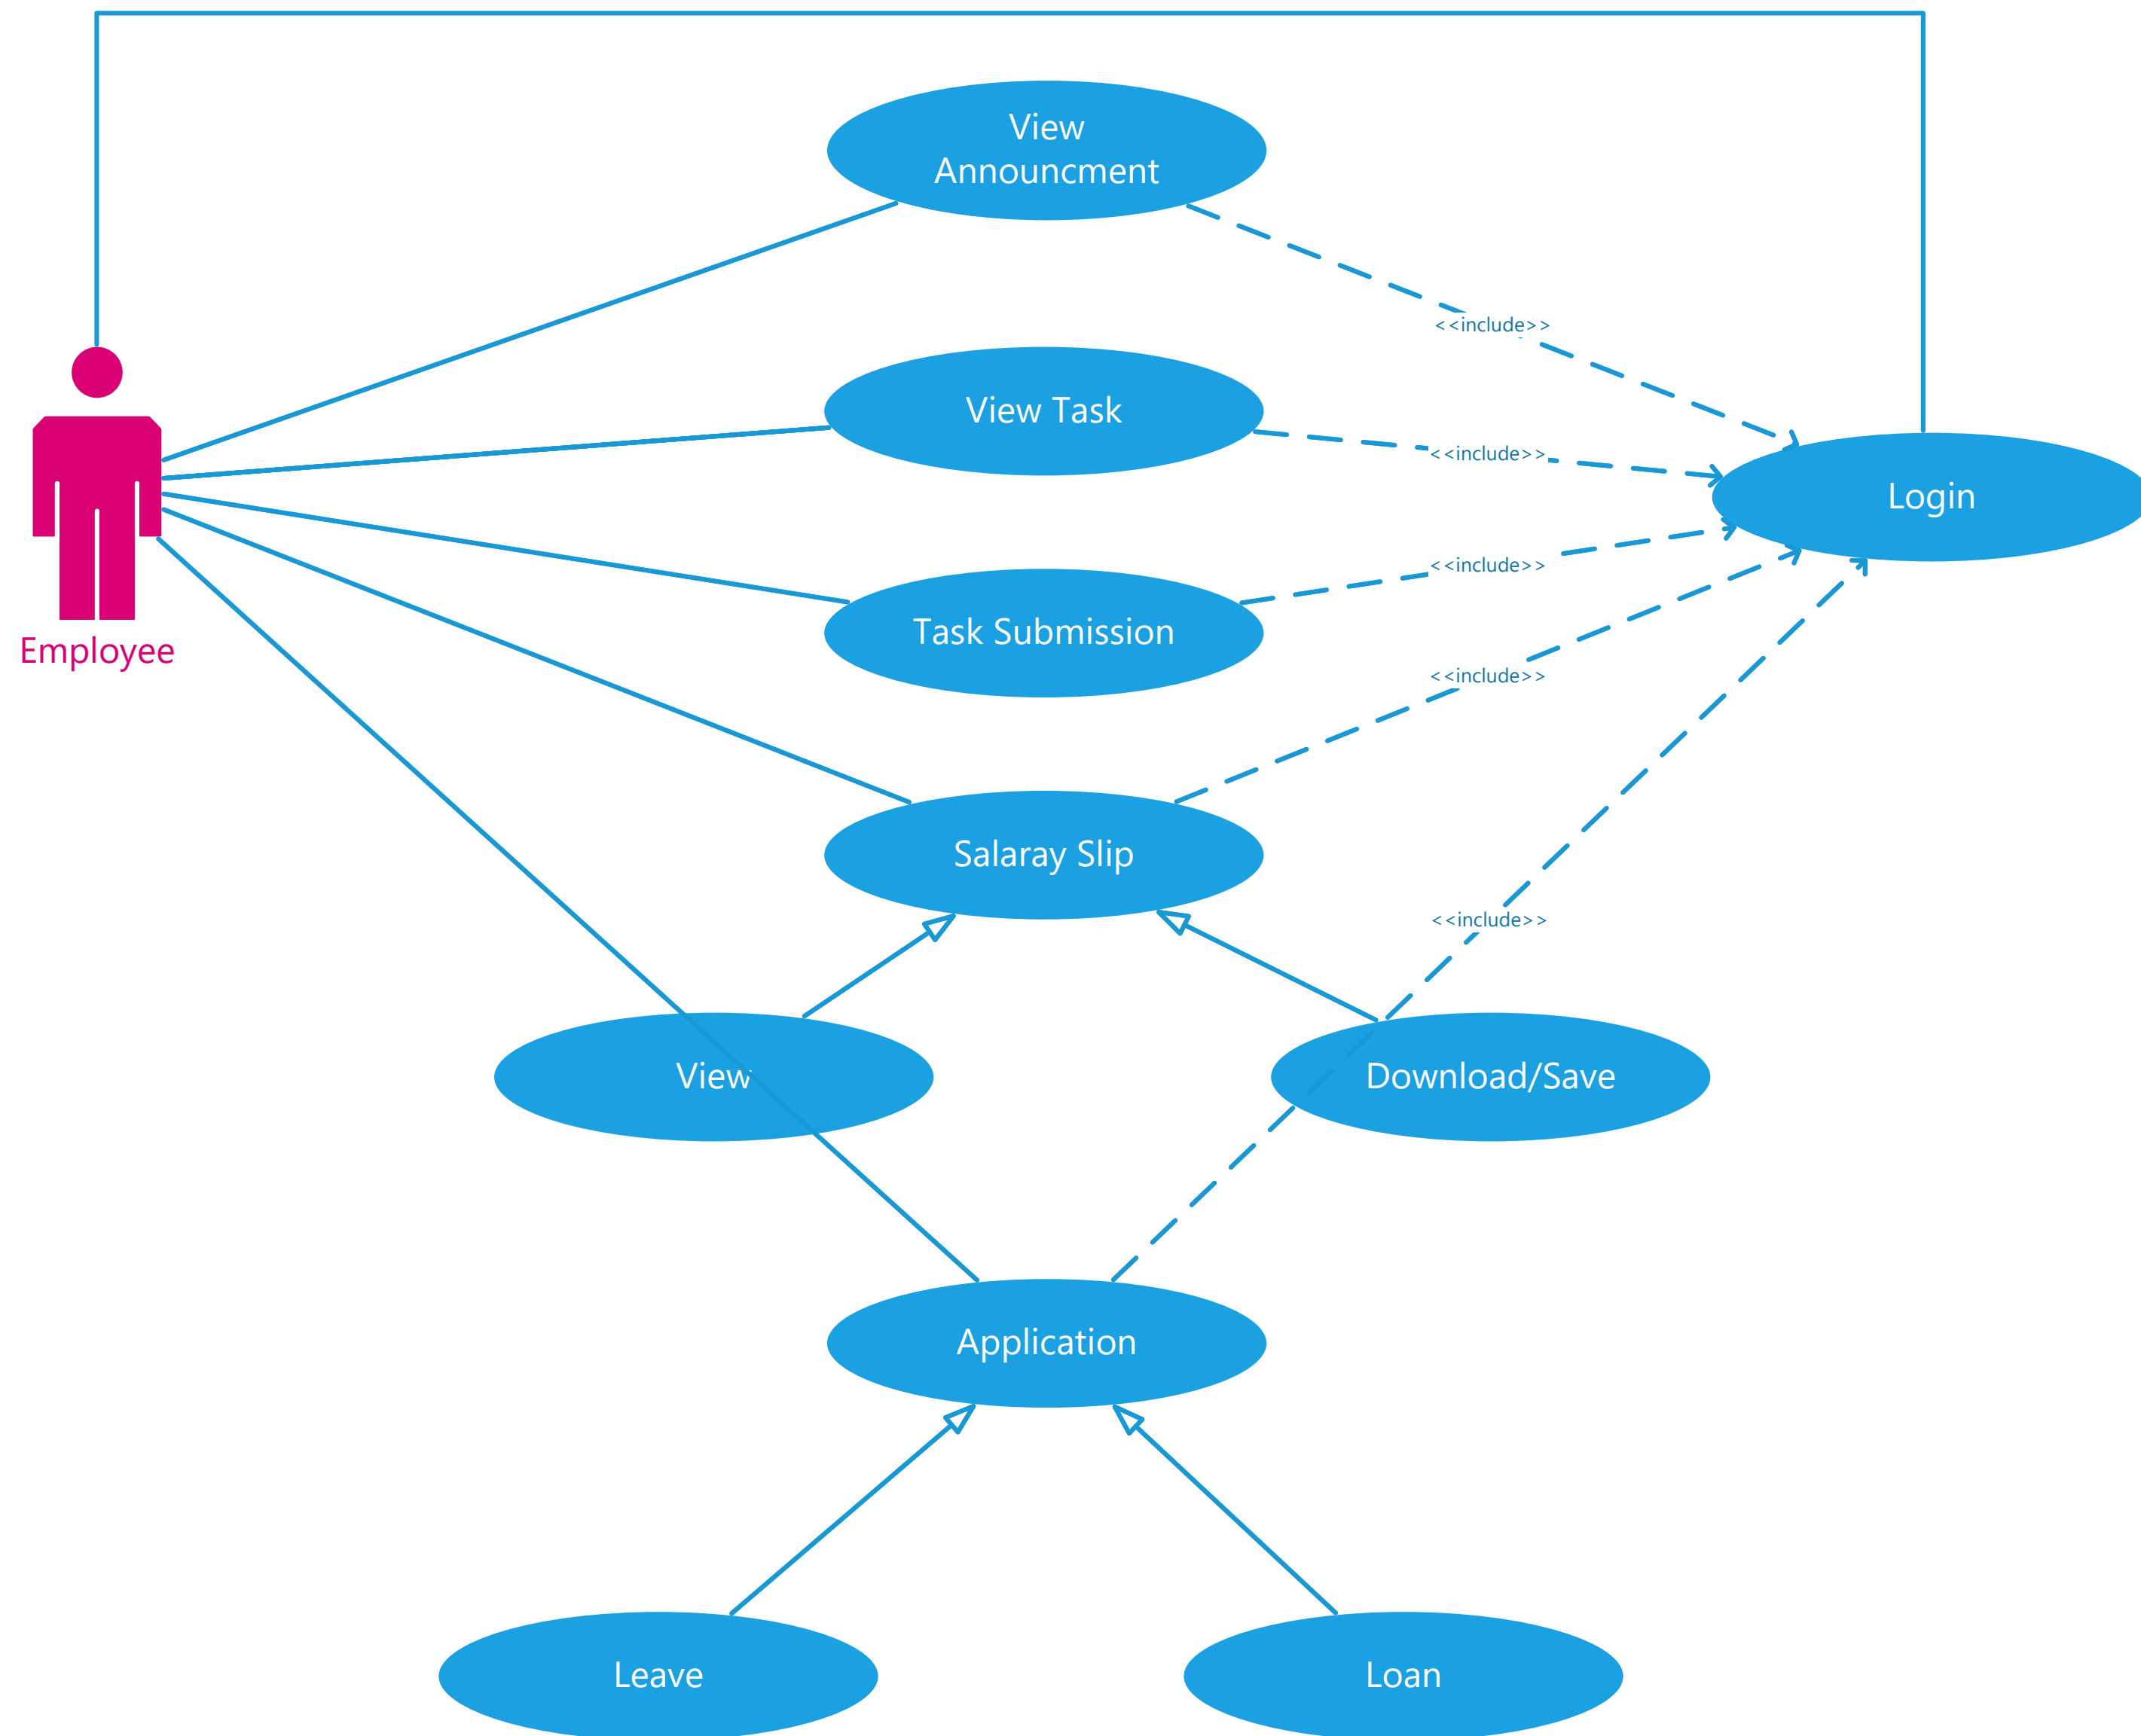 View
Announcment
<<include>>
View Task
<<include>>
Login
<<include>>
Task Submission
Employee
<<include>>
Salaray Slip
<<include>>
View
Download/Save
Application
Leave
Loan